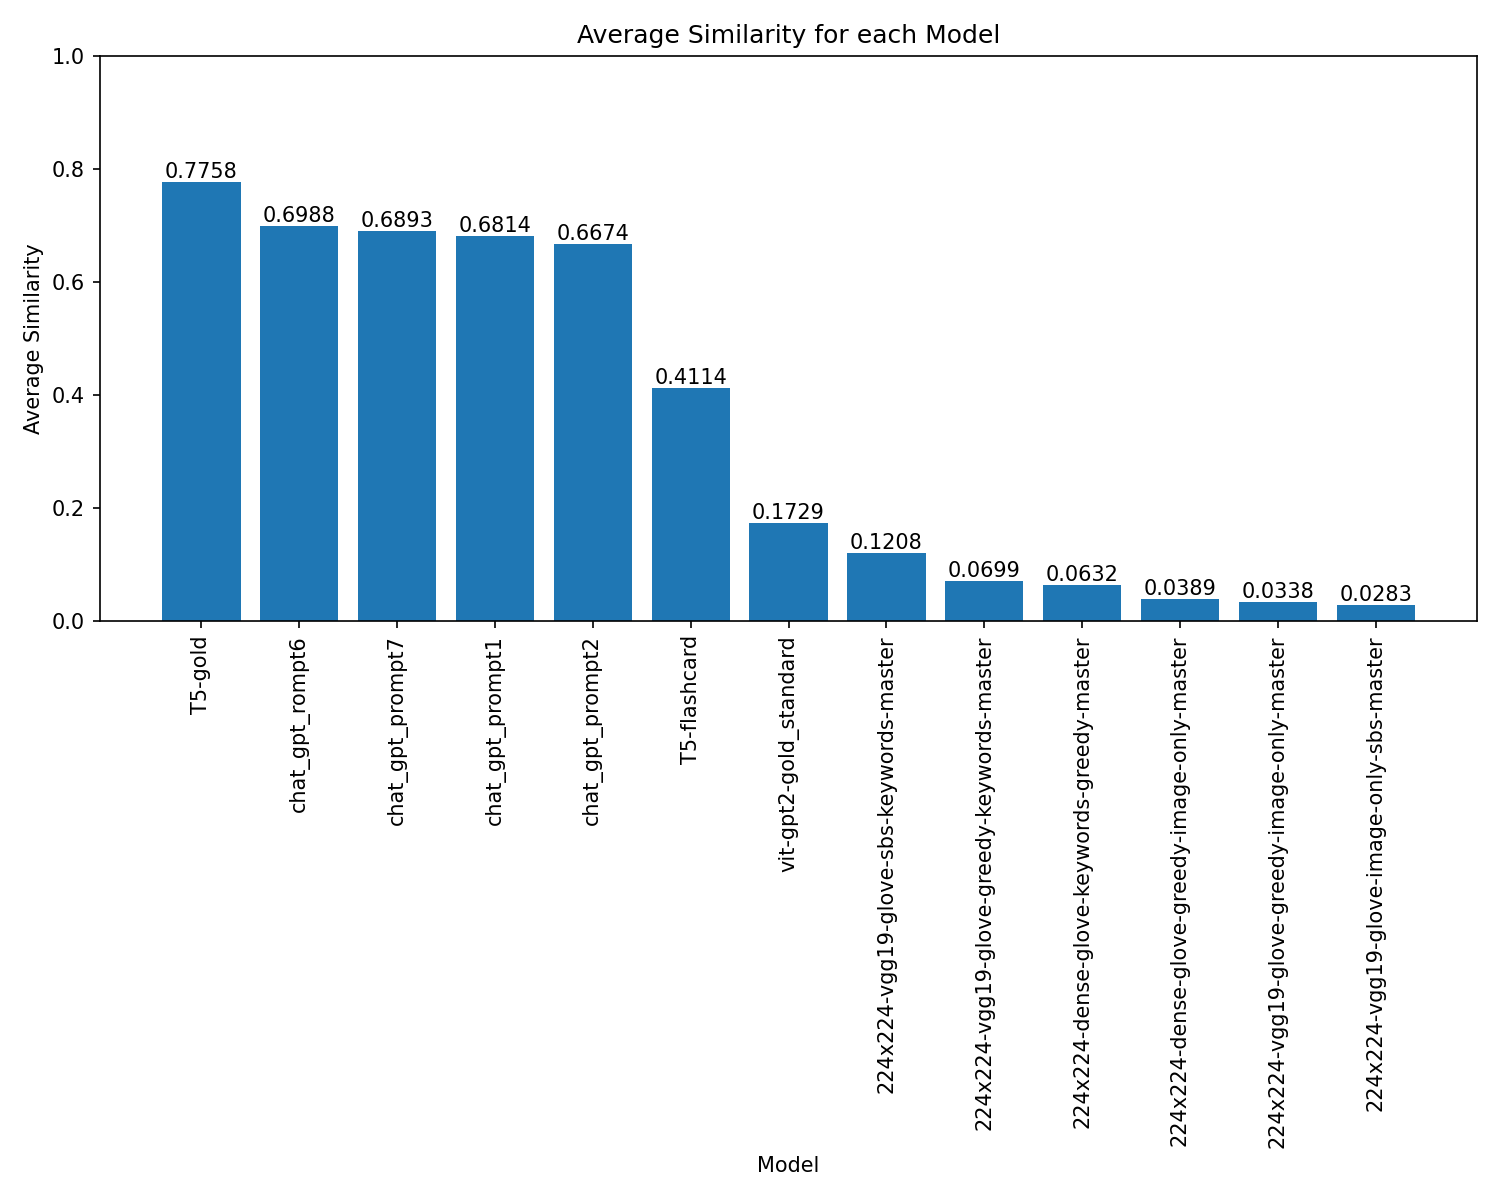 Average Similarity for each Model
Average Similarity
1.0
0.8
0.6
0.4
0.2
0.0
0.7758
0.6988
0.6893
0.6814
0.6674
0.4114
0.1729
0.1208
0.0699
0.0632
0.0389
0.0338
0.0283
T5-gold
chat_gpt_rompt6
chat_gpt_prompt7
chat_gpt_prompt1
chat_gpt_prompt2
T5-flashcard
vit-gpt2-gold_standard
224x224-vgg19-glove-sbs-keywords-master
224x224-vgg19-glove-greedy-keywords-master
224x224-dense-glove-keywords-greedy-master
224x224-dense-glove-greedy-image-only-master
224x224-vgg19-glove-greedy-image-only-master
224x224-vgg19-glove-image-only-sbs-master
Model